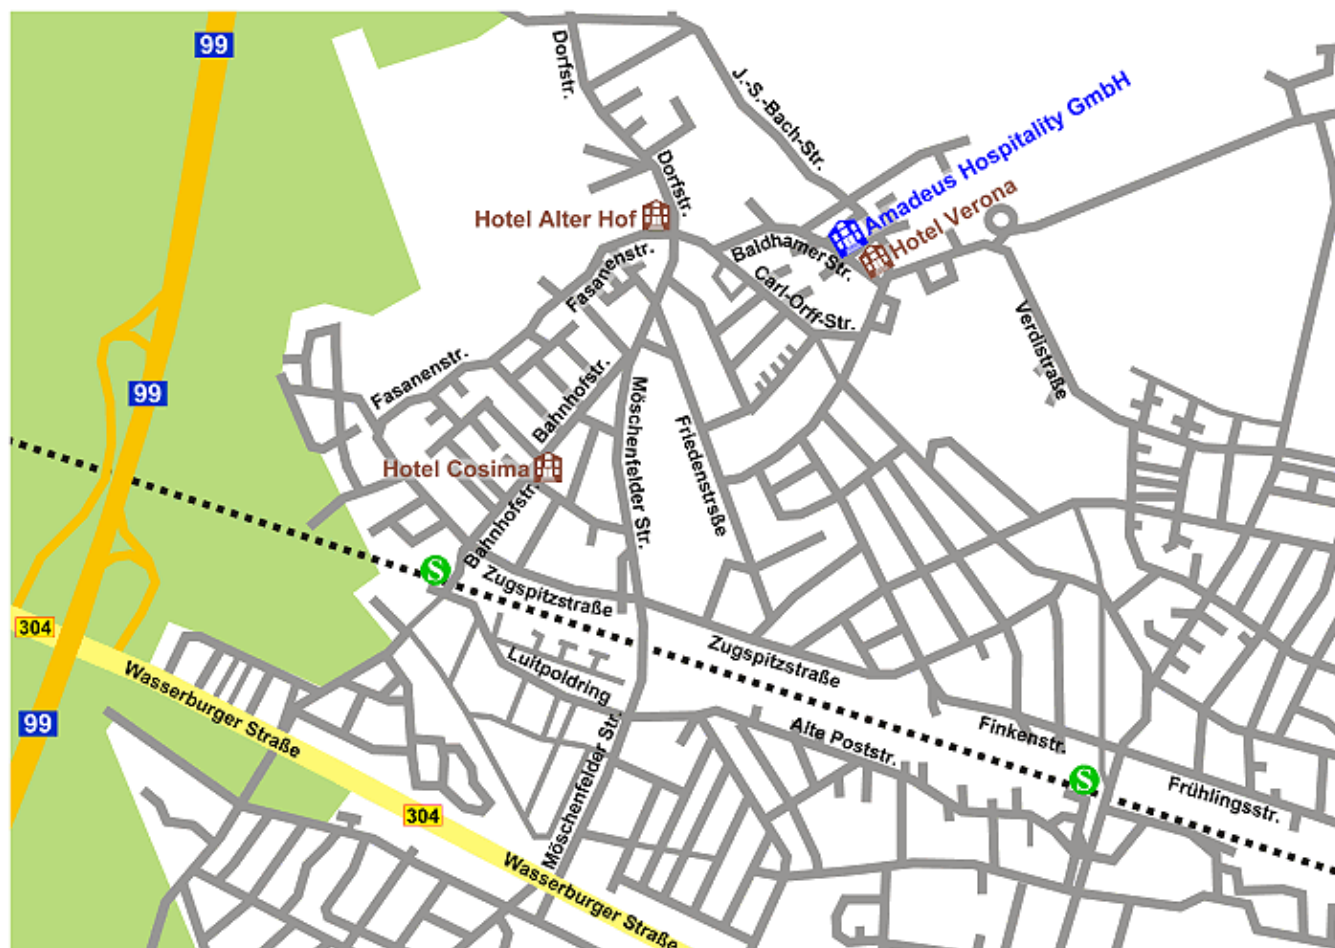 99
Dorfstr.
J.-S.-Bach-Str.
Amadeus Hospitality GmbH
Dorfstr.
Hotel Verona
Hotel Alter Hof
Baldhamer Str.
Fasanenstr.
Carl-Orff-Str.
Verdistraße
Fasanenstr.
99
Bahnhofstr.
Möschenfelder Str.
Friedenstrsße
Hotel Cosima
Bahnhofstr.
S
Zugspitzstraße
304
Zugspitzstraße
Luitpoldring
Wasserburger Straße
99
Alte Poststr.
Finkenstr.
S
Frühlingsstr.
Möschenfelder Str.
304
Wasserburger Straße